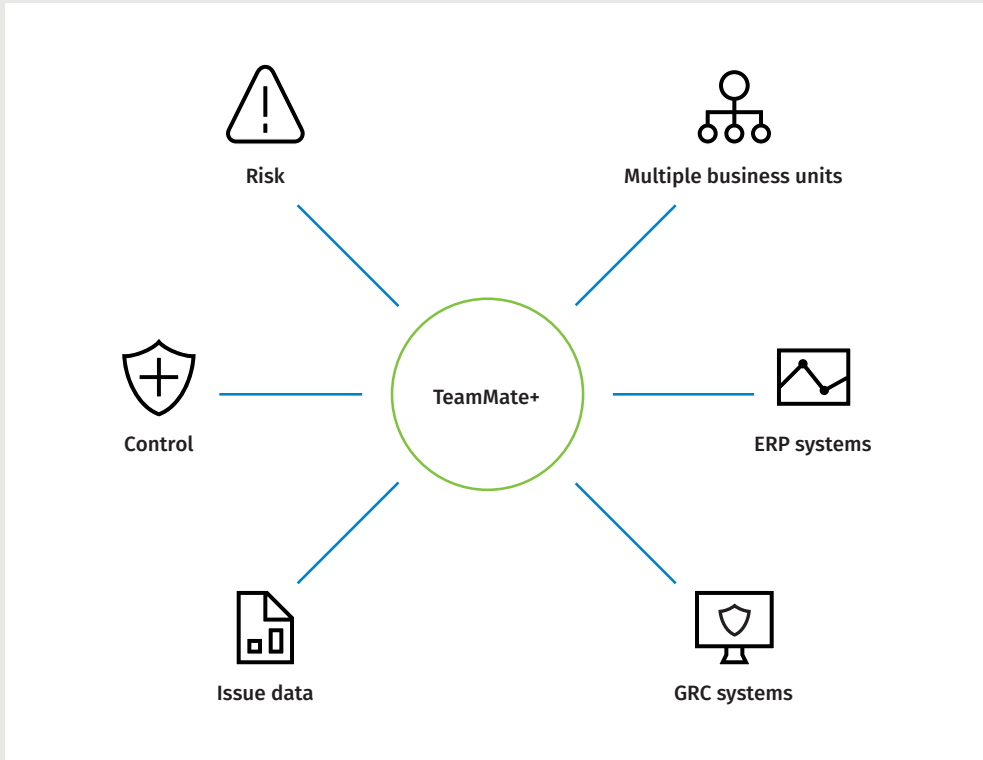 Risk
Multiple business units
TeamMate+
Control
ERP systems
Issue data
GRC systems